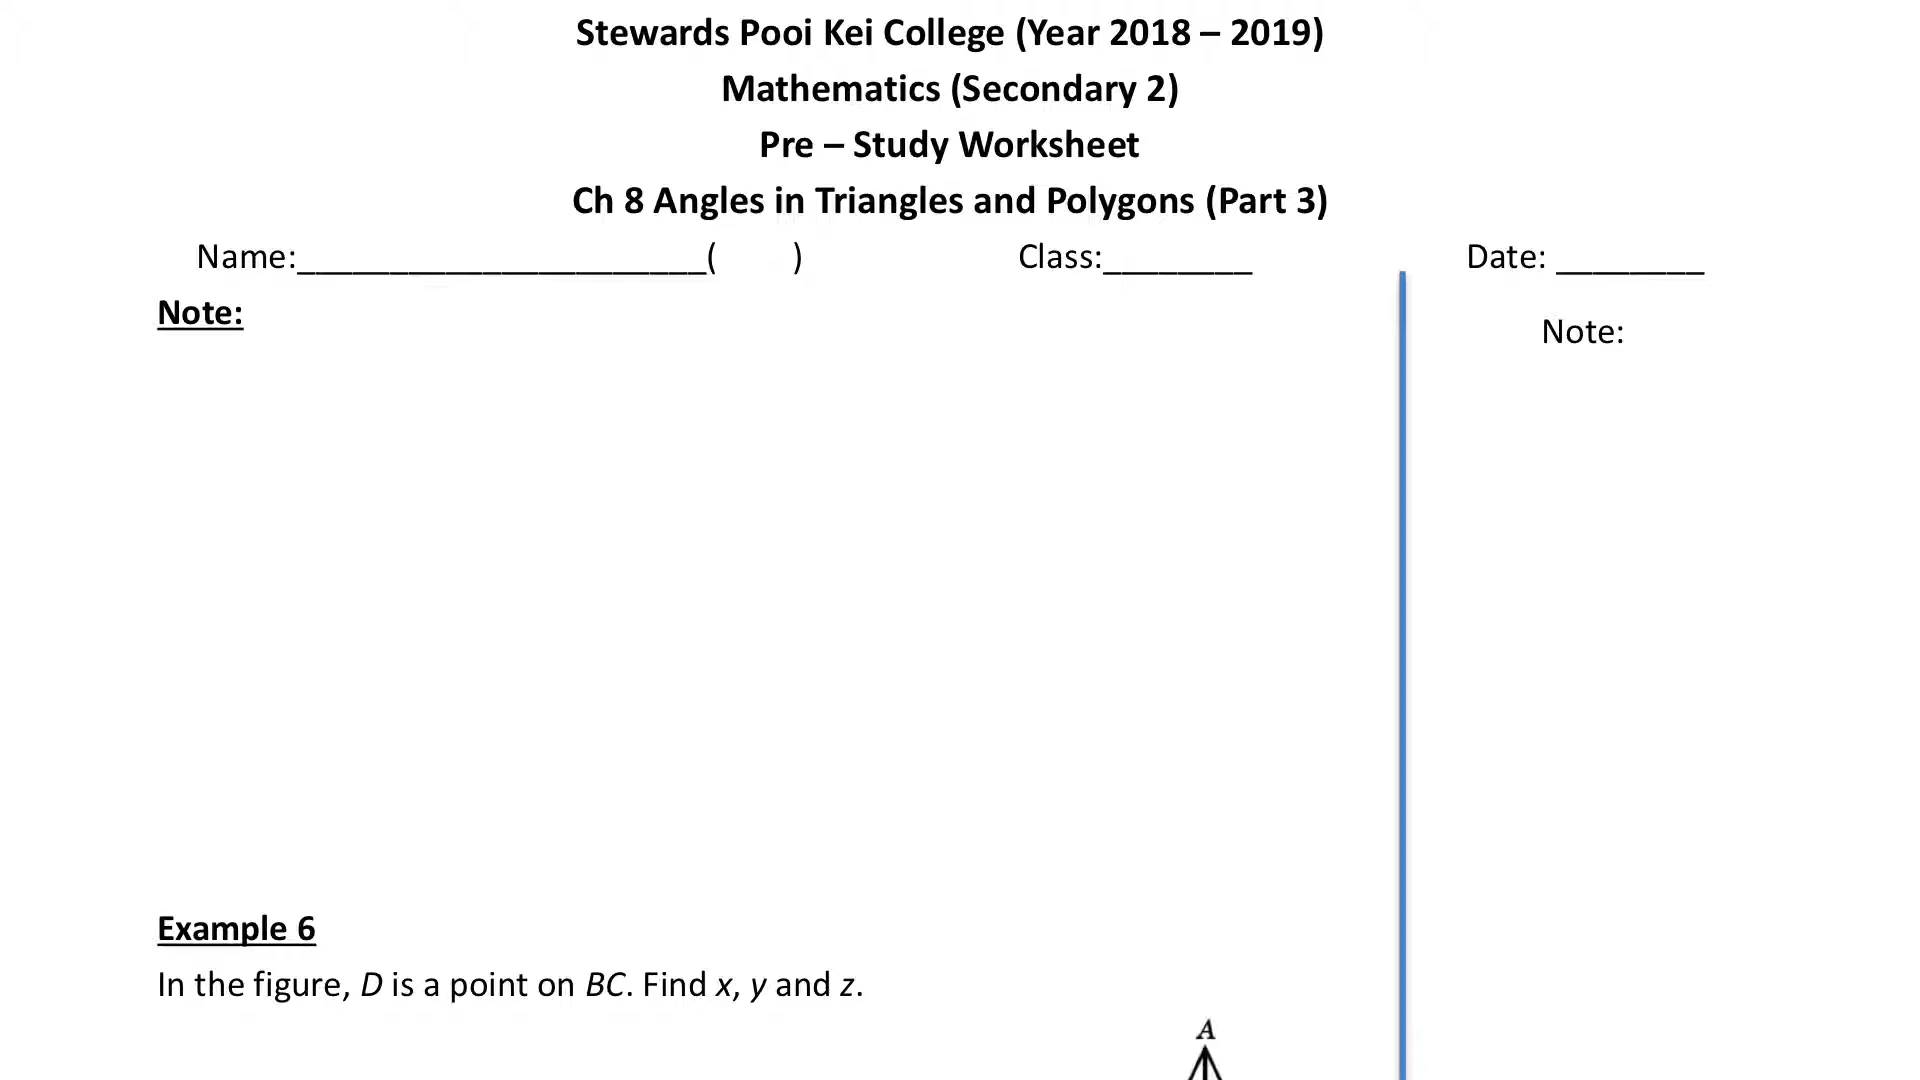 Stewards Pooi Kei College (Year 2018 – 2019)
Mathematics (Secondary 2)
Pre – Study Worksheet
Ch 8 Angles in Triangles and Polygons (Part 3)
Name:______________________(        )    Class:________    Date: ________
Note:
Note:
Example 6
In the figure, D is a point on BC. Find x, y and z.
A